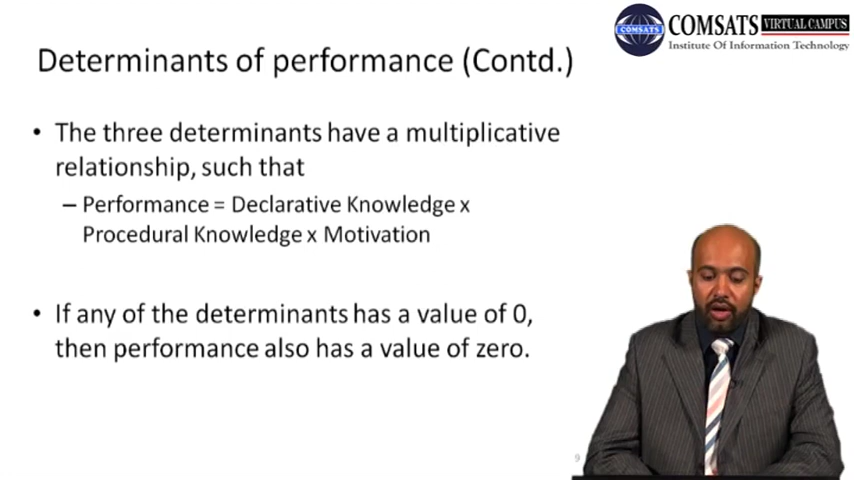 COMSATS
COMSATS VIRTUAL CAMPUS
Institute Of Information Technology
Determinants of performance (Contd.)
• The three determinants have a multiplicative
relationship, such that
– Performance = Declarative Knowledge x
Procedural Knowledge x Motivation
• If any of the determinants has a value of 0,
then performance also has a value of zero.
9